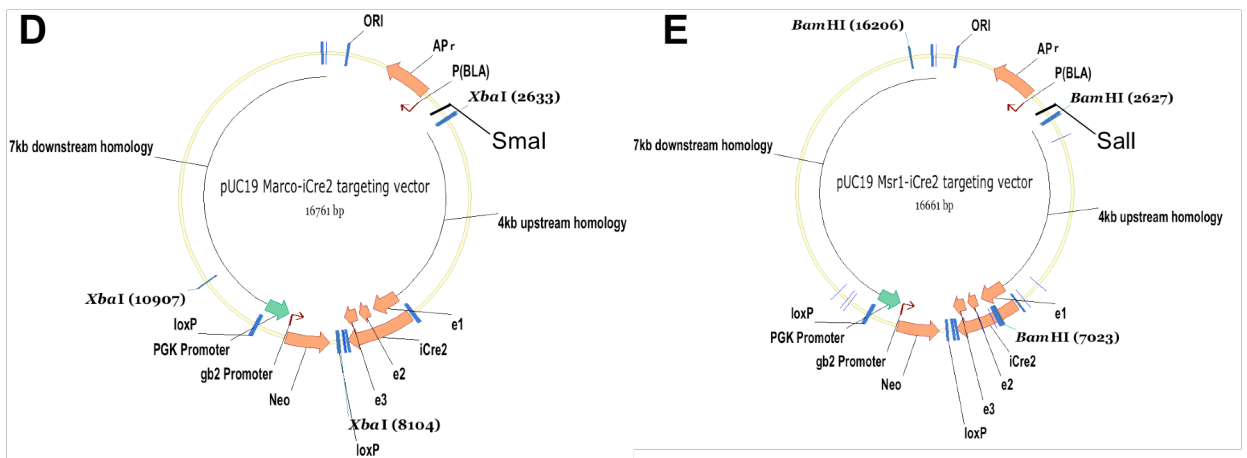 D
ORI
APr
P(BLA)
XbaI (2633)
SmaI
7kb downstream homology
pUC19 Marco-iCre2 targeting vector
16761 bp
4kb upstream homology
XbaI (10907)
loxP
PGK Promoter
gb2 Promoter
Neo
e1
iCre2
e2
e3
XbaI (8104)
loxP
E
BamHI (16206)
ORI
APr
P(BLA)
BamHI (2627)
SalI
7kb downstream homology
pUC19 Msr1-iCre2 targeting vector
16661 bp
4kb upstream homology
loxP
PGK Promoter
gb2 Promoter
Neo
e1
BamHI (7023)
iCre2
e2
e3
loxP